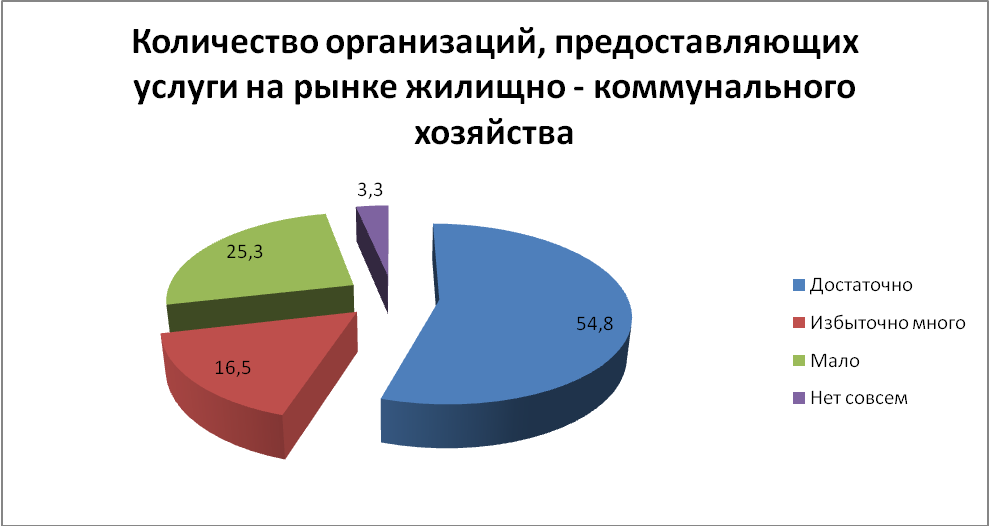 Количество организаций, предоставляющих
услуги на рынке жилищно - коммунального
хозяйства
3,3
25,3
54,8
16,5
Достаточно
Избыточно много
Мало
Нет совсем